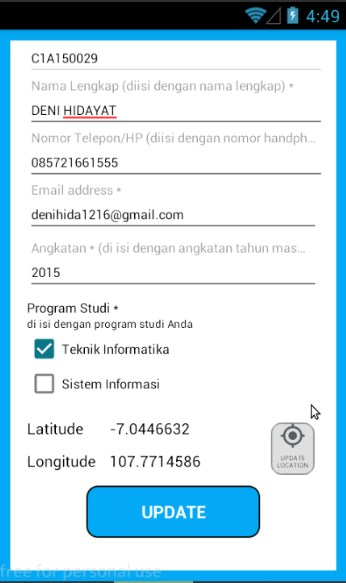 4:49
C1A150029
Nama Lengkap (diisi dengan nama lengkap) *
DENI HIDAYAT
Nomor Telepon/HP (diisi dengan nomor handph...
085721661555
Email address *
denihida1216@gmail.com
Angkatan * (di isi dengan angkatan tahun mas...
2015
Program Studi *
di isi dengan program studi Anda
Teknik Informatika
Sistem Informasi
Latitude -7.0446632
Longitude 107.7714586
UPDATE
LOCATION
UPDATE
free for personal use